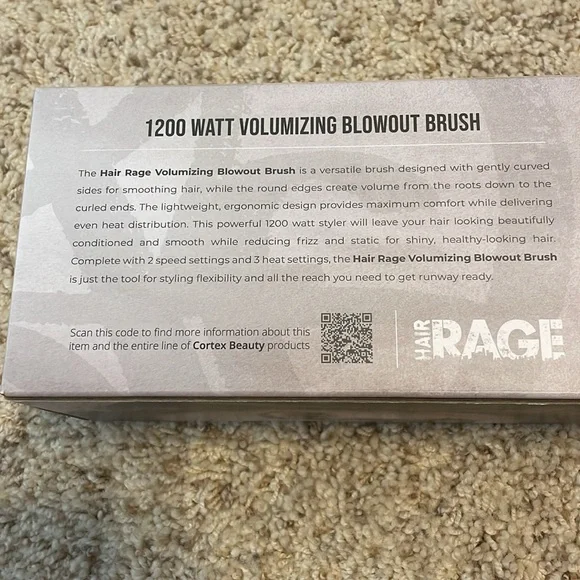 1200 WATT VOLUMIZING BLOWOUT BRUSH
The Hair Rage Volumizing Blowout Brush is a versatile brush designed with gently curved
sides for smoothing hair, while the round edges create volume from the roots down to the
curled ends. The lightweight, ergonomic design provides maximum comfort while delivering
even heat distribution. This powerful 1200 watt styler will leave your hair looking beautifully
conditioned and smooth while reducing frizz and static for shiny, healthy-looking hair.
Complete with 2 speed settings and 3 heat settings, the Hair Rage Volumizing Blowout Brush
is just the tool for styling flexibility and all the reach you need to get runway ready.
Scan this code to find more information about this
item and the entire line of Cortex Beauty products
HAIR RAGE